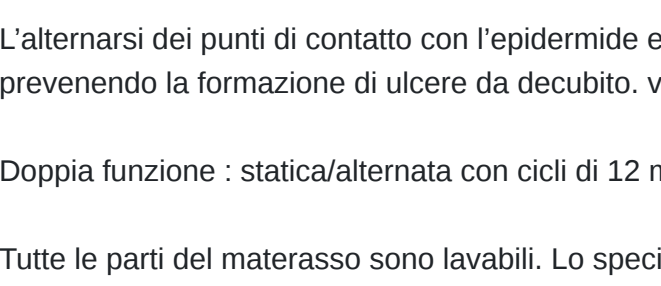 L’alternarsi dei punti di contatto con l’epidermide e
prevenendo la formazione di ulcere da decubito. v
Doppia funzione : statica/alternata con cicli di 12 m
Tutte le parti del materasso sono lavabili. Lo speci